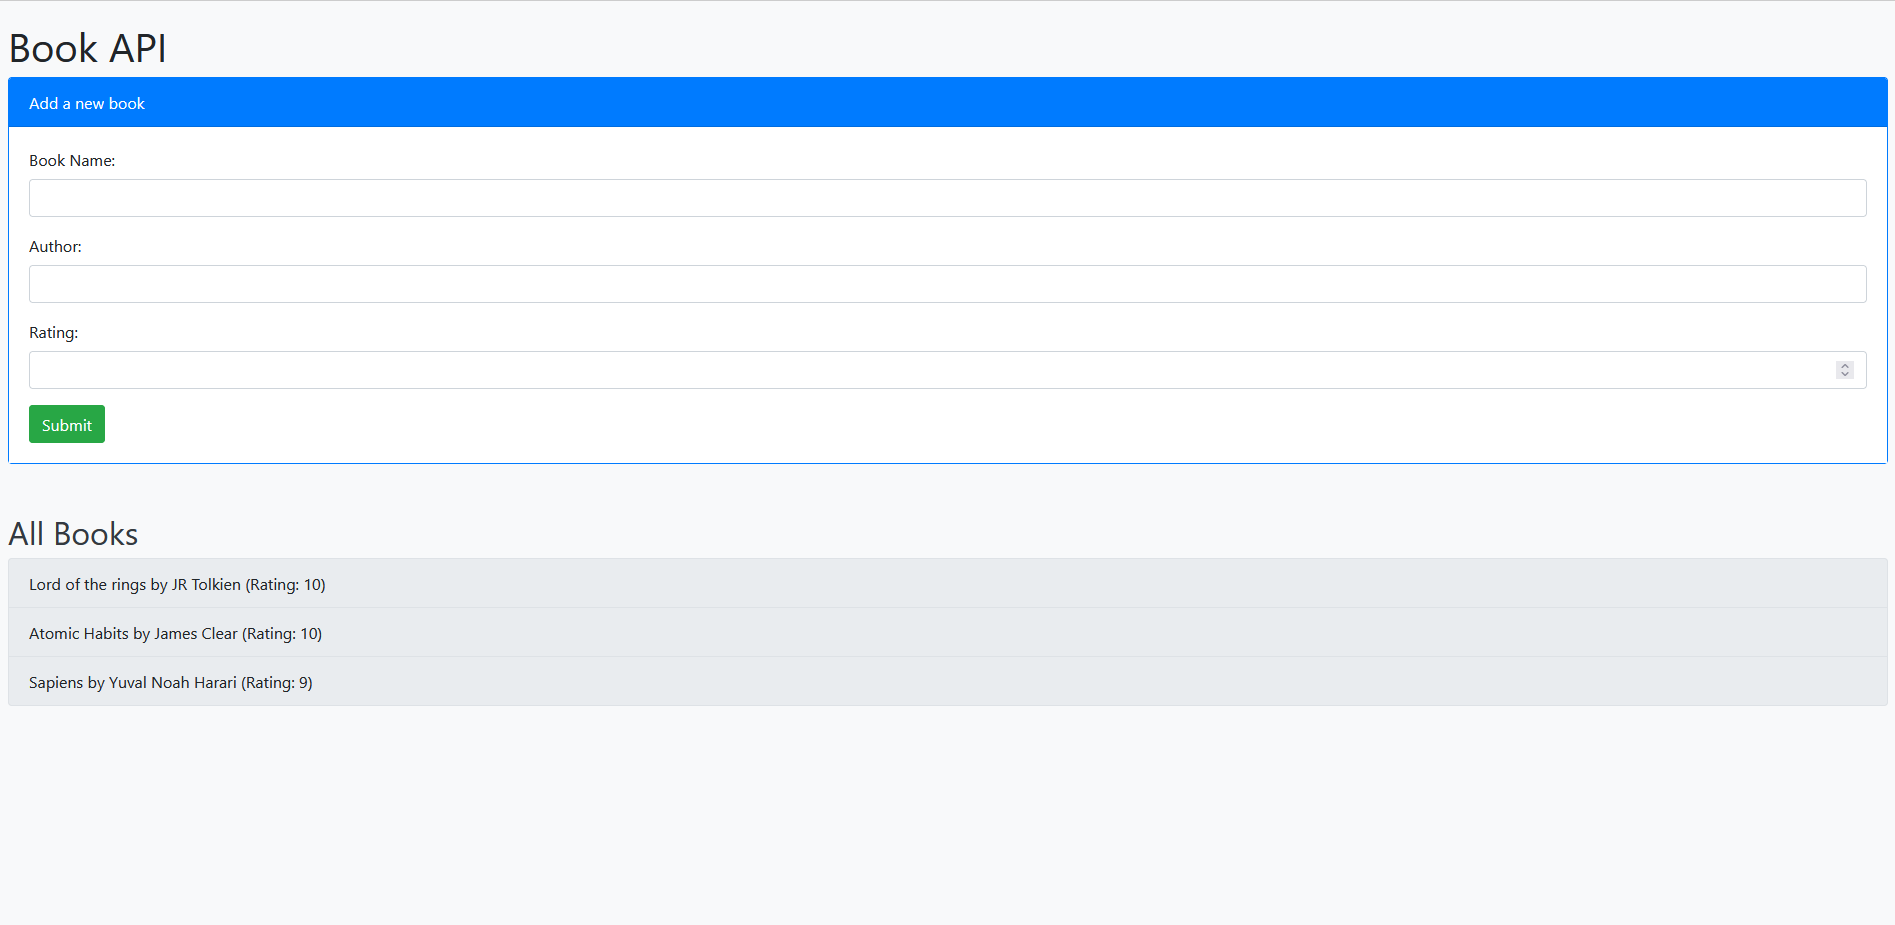 Book API
Add a new book
Book Name:
Author:
Rating:
Submit
All Books
Lord of the rings by JR Tolkien (Rating: 10)
Atomic Habits by James Clear (Rating: 10)
Sapiens by Yuval Noah Harari (Rating: 9)